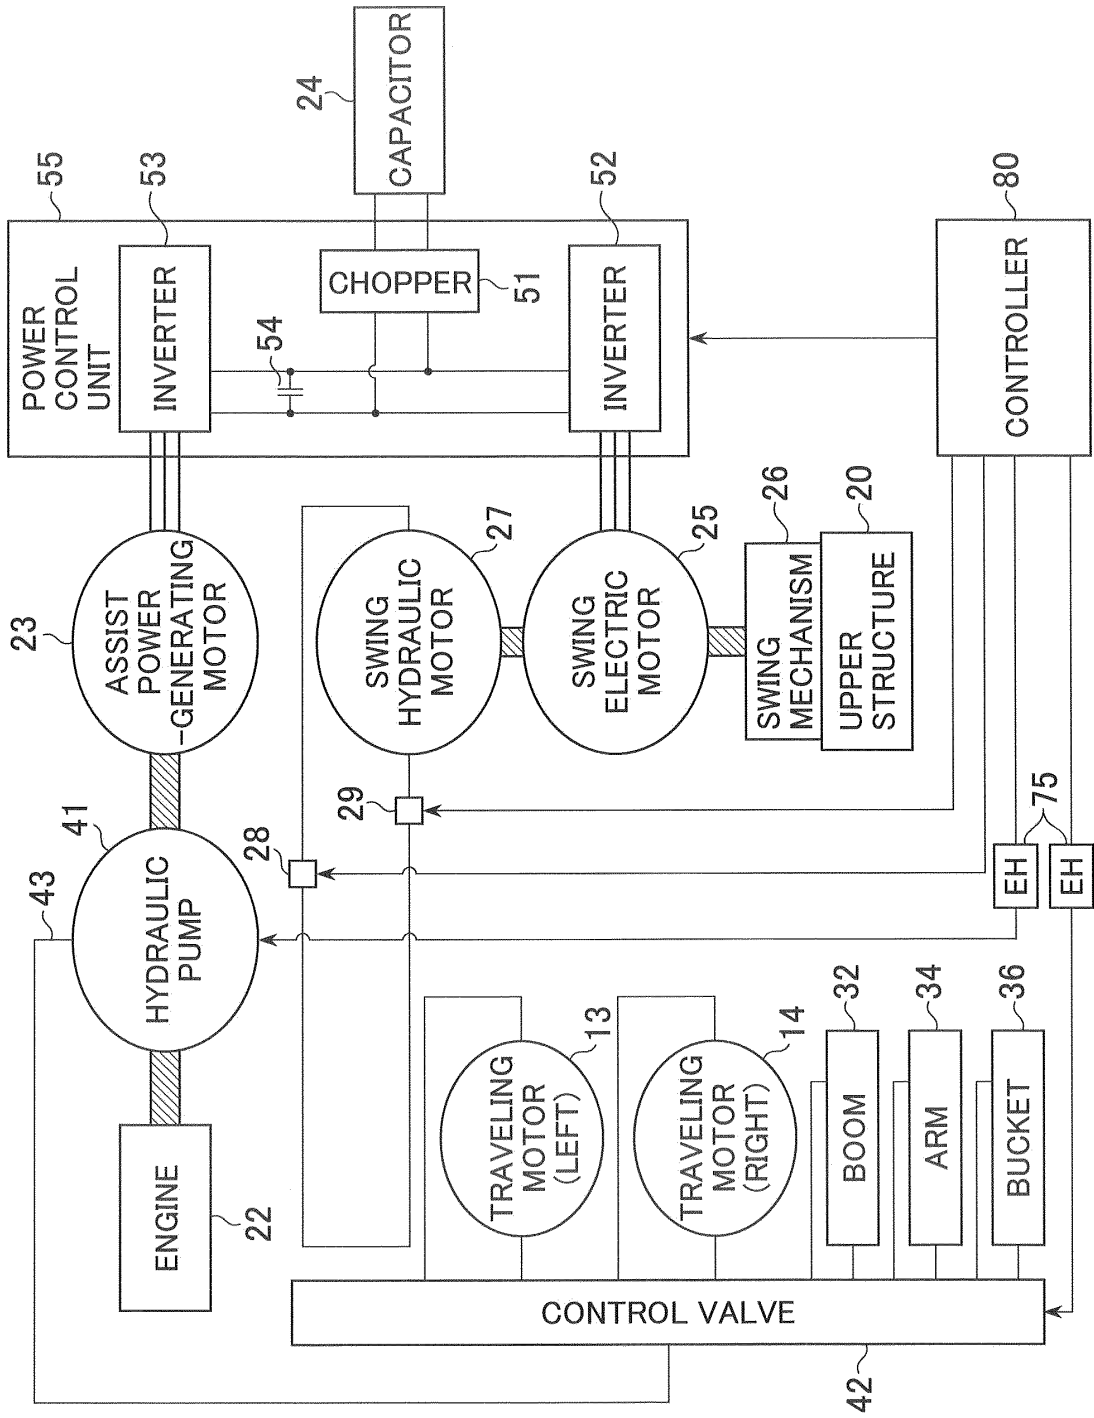 22
ENGINE
43
41
HYDRAULIC
PUMP
23
ASSIST
POWER
-GENERATING
MOTOR
55
POWER
CONTROL
UNIT
53
INVERTER
54
24
CAPACITOR
CHOPPER
51
52
INVERTER
28
29
SWING
HYDRAULIC
MOTOR
27
SWING
ELECTRIC
MOTOR
25
SWING
MECHANISM
26
UPPER
STRUCTURE
20
80
CONTROLLER
EH
EH
75
TRAVELING
MOTOR
(LEFT)
13
TRAVELING
MOTOR
(RIGHT)
14
BOOM
32
ARM
34
BUCKET
36
CONTROL VALVE
42